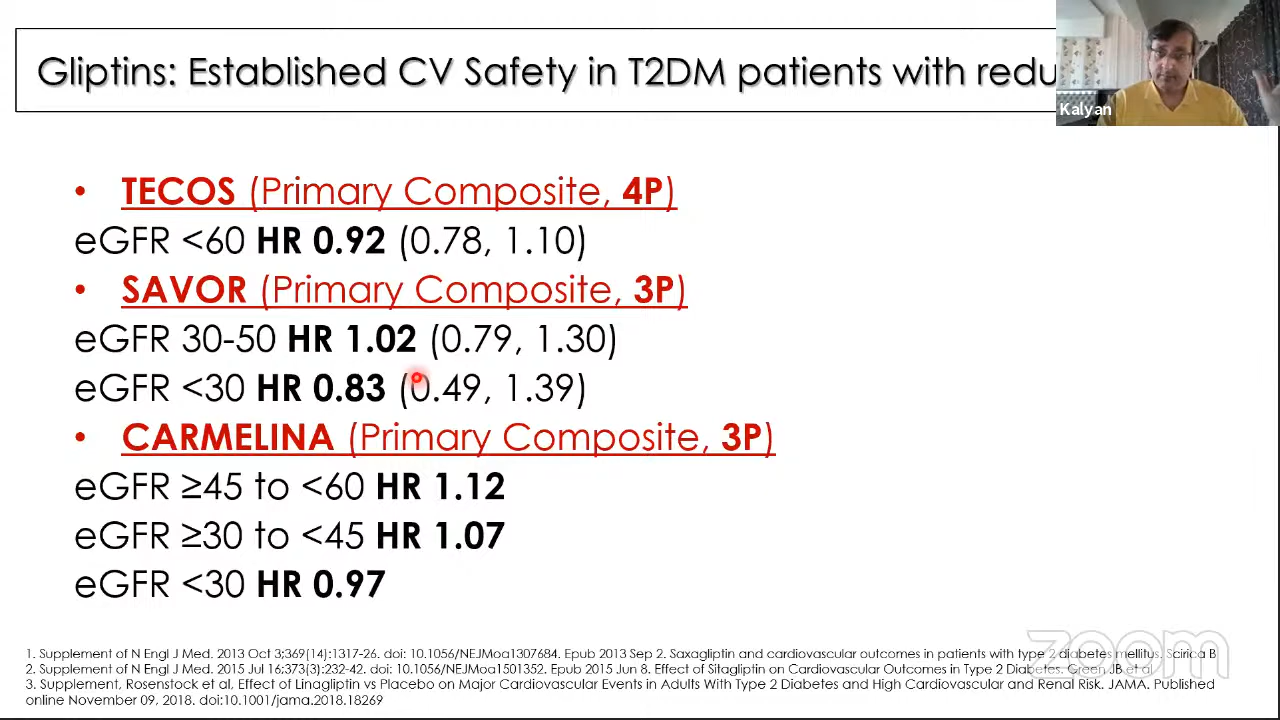 Gliptins: Established CV Safety in T2DM patients with redu
Kalyan
• TECOS (Primary Composite, 4P)
eGFR <60 HR 0.92 (0.78, 1.10)
• SAVOR (Primary Composite, 3P)
eGFR 30-50 HR 1.02 (0.79, 1.30)
eGFR <30 HR 0.83 (0.49, 1.39)
• CARMELINA (Primary Composite, 3P)
eGFR ≥45 to <60 HR 1.12
eGFR ≥30 to <45 HR 1.07
eGFR <30 HR 0.97
1. Supplement of N Engl J Med. 2013 Oct 3;369(14):1317-26. doi: 10.1056/NEJMoa1307684. Epub 2013 Sep 2. Saxagliptin and cardiovascular outcomes in patients with type 2 diabetes mellitus. Scirica B
2. Supplement of N Engl J Med. 2015 Jul 16;373(3):232-42. doi: 10.1056/NEJMoa1501352. Epub 2015 Jun 8. Effect of Sitagliptin on Cardiovascular Outcomes in Type 2 Diabetes. Green JB et al.
3. Supplement, Rosenstock et al, Effect of Linagliptin vs Placebo on Major Cardiovascular Events in Adults With Type 2 Diabetes and High Cardiovascular and Renal Risk. JAMA. Published
online November 09, 2018. doi:10.1001/jama.2018.18269
zoom